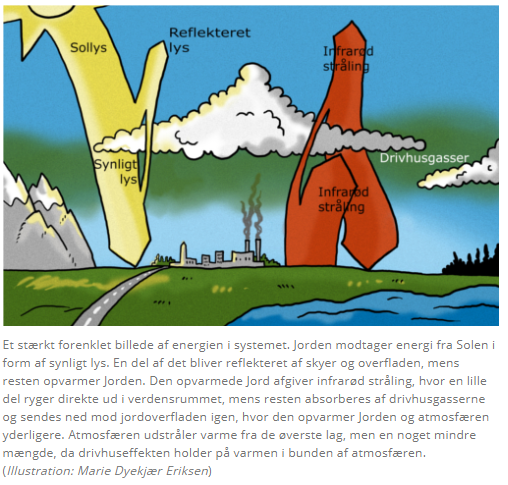 Sollys
Reflekteret
lys
Infrarød
stråling
Synligt
lys
Drivhusgasser
Infrarød
stråling
Et stærkt forenklet billede af energien i systemet. Jorden modtager energi fra Solen i
form af synligt lys. En del af det bliver reflekteret af skyer og overfladen, mens
resten opvarmer Jorden. Den opvarmede Jord afgiver infrarød stråling, hvor en lille
del ryger direkte ud i verdensrummet, mens resten absorberes af drivhusgasserne
og sendes ned mod jordoverfladen igen, hvor den opvarmer Jorden og atmosfæren
yderligere. Atmosfæren udstråler varme fra de øverste lag, men en noget mindre
mængde, da drivhuseffekten holder på varmen i bunden af atmosfæren.
(Illustration: Marie Dyekjær Eriksen)